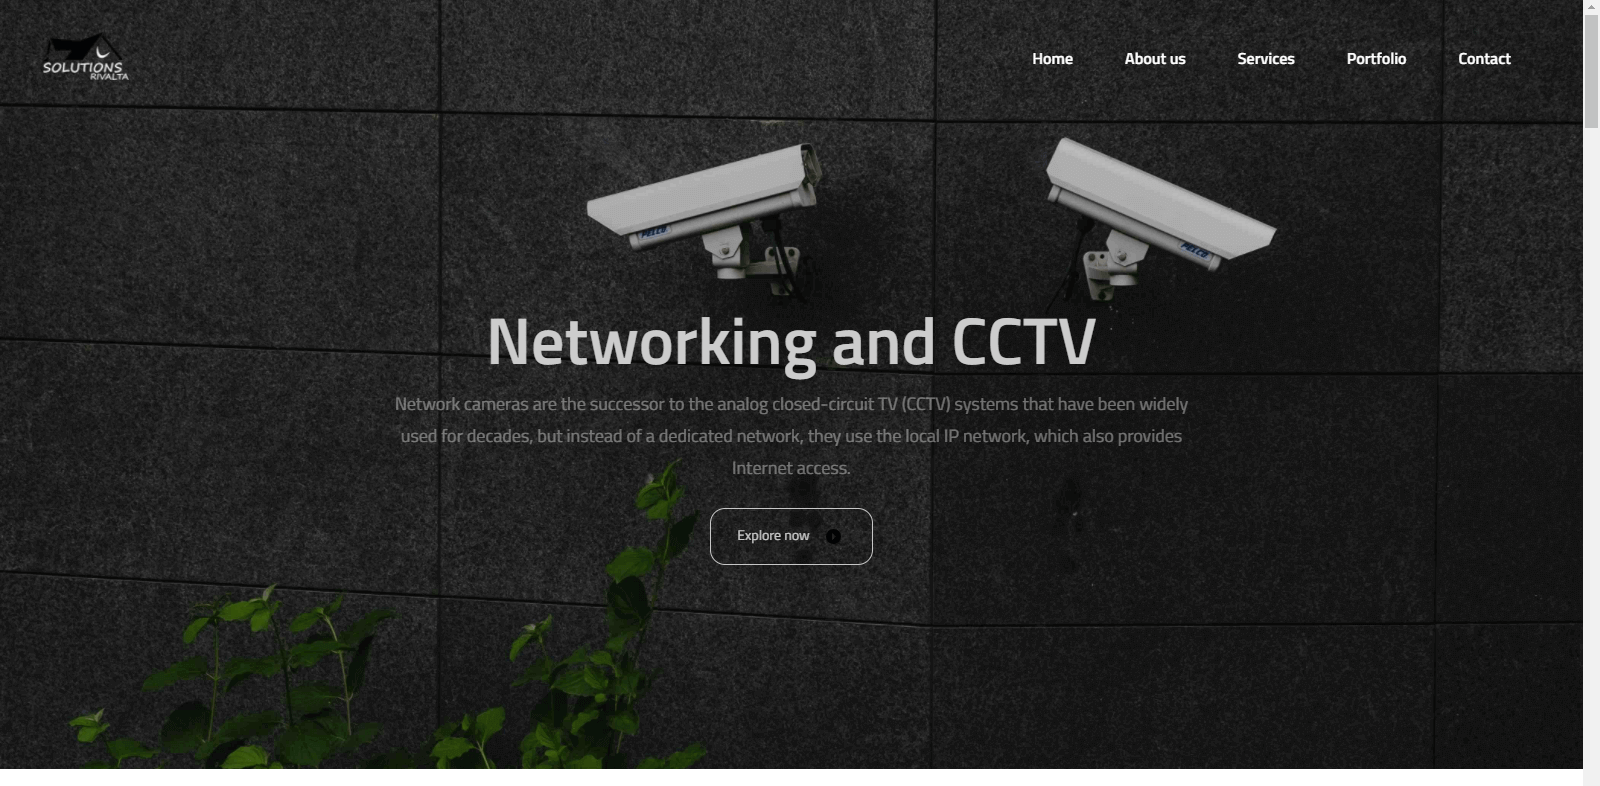 SOLUTIONS
RIVALTA
Home About us Services Portfolio Contact
PELCO
PELCO
Networking and CCTV
Network cameras are the successor to the analog closed-circuit TV (CCTV) systems that have been widely
used for decades, but instead of a dedicated network, they use the local IP network, which also provides
Internet access.
Explore now